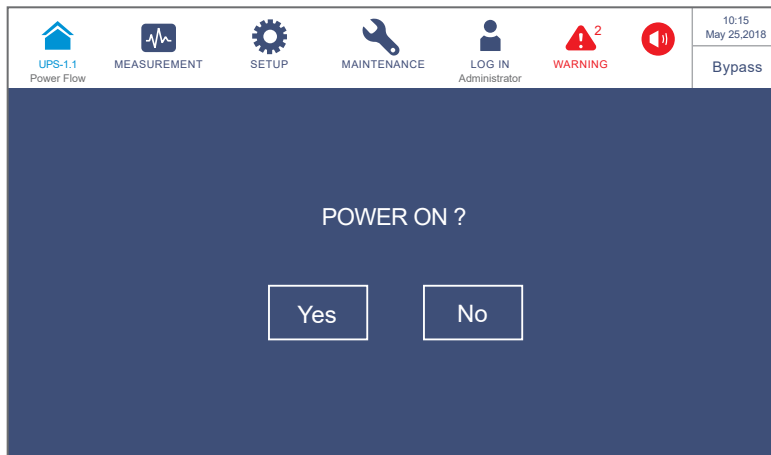 UPS-1.1
Power Flow
MEASUREMENT
SETUP
MAINTENANCE
LOG IN
Administrator
2
WARNING
10:15
May 25,2018
Bypass
POWER ON ?
Yes
No